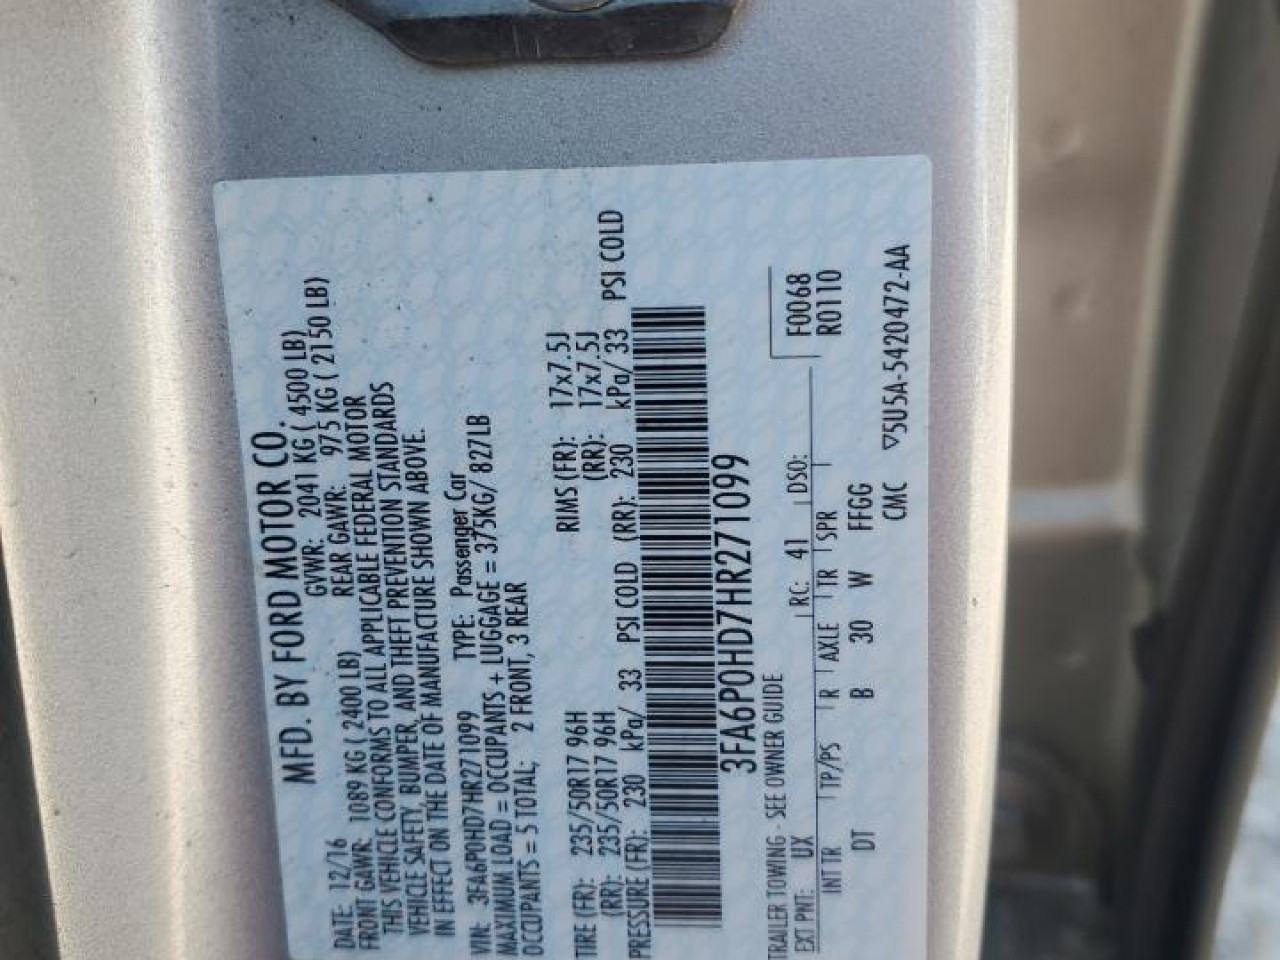 MFD. BY FORD MOTOR CO.
DATE: 12/16 GVWR: 2041 KG ( 4500 LB)
FRONT GAWR: 1089 KG ( 2400 LB) REAR GAWR: 975 KG ( 2150 LB)
THIS VEHICLE CONFORMS TO ALL APPLICABLE FEDERAL MOTOR
VEHICLE SAFETY, BUMPER, AND THEFT PREVENTION STANDARDS
IN EFFECT ON THE DATE OF MANUFACTURE SHOWN ABOVE.
VIN: 3FA6P0HD7HR271099 TYPE: Passenger Car
MAXIMUM LOAD = OCCUPANTS + LUGGAGE = 375KG/ 827LB
OCCUPANTS = 5 TOTAL; 2 FRONT, 3 REAR
TIRE (FR): 235/50R17 96H RIMS (FR): 17x7.5J
(RR): 235/50R17 96H (RR): 17x7.5J
PRESSURE (FR): 230 kPa/ 33 PSI COLD (RR): 230 kPa/ 33 PSI COLD
3FA6P0HD7HR271099
TRAILER TOWING - SEE OWNER GUIDE
F0068
EXT PNT: UX RC: 41 DSO: R0110
INT TR TP/PS R AXLE TR SPR
DT B 30 W FFGG
CMC ▽5U5A-5420472-AA